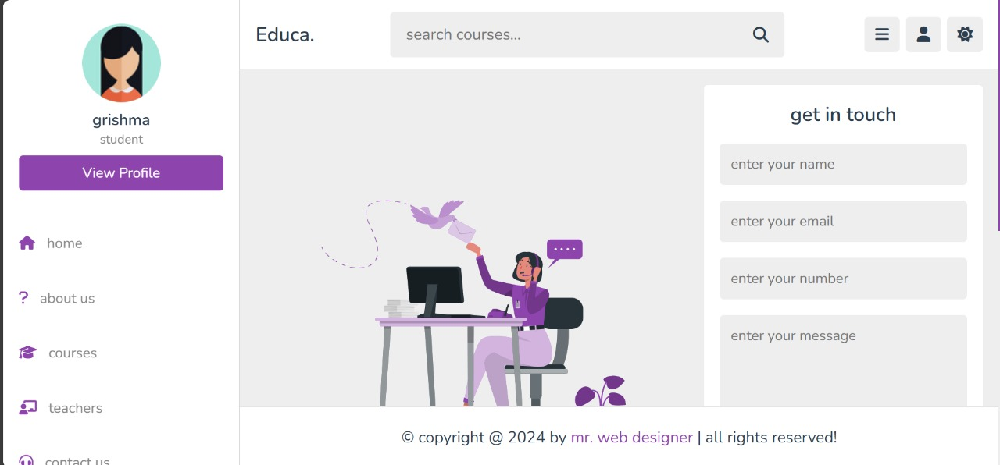 grishma
student
View Profile
home
about us
courses
teachers
contact us
Educa.
search courses...
get in touch
enter your name
enter your email
enter your number
enter your message
© copyright @ 2024 by mr. web designer | all rights reserved!